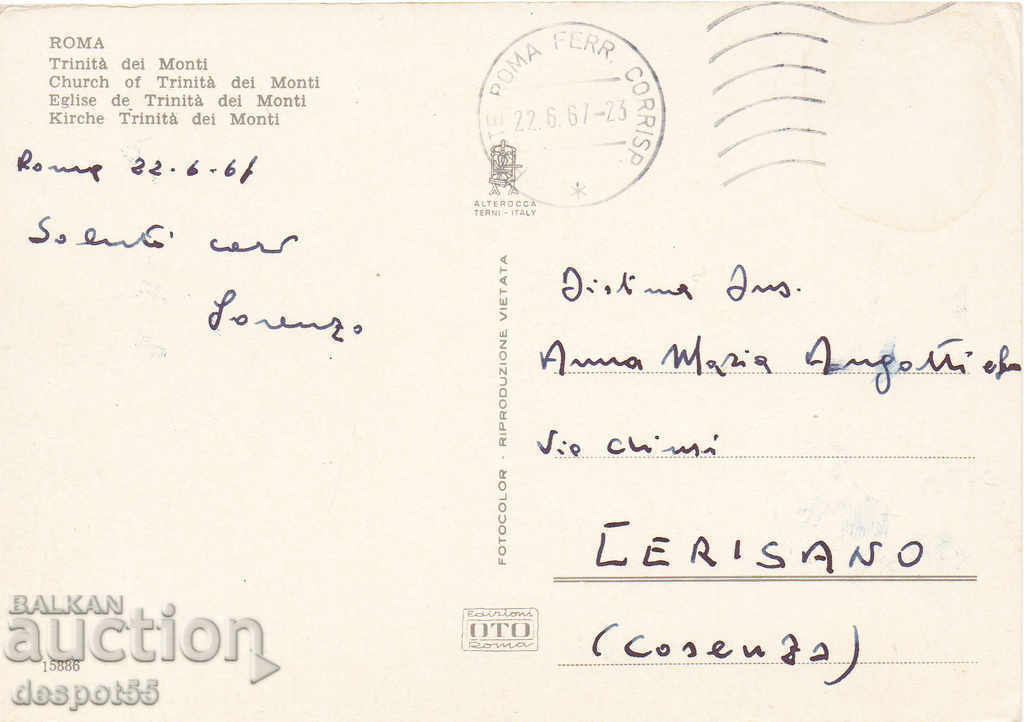 ROMA
Trinità dei Monti
Church of Trinità dei Monti
Eglise de Trinità dei Monti
Kirche Trinità dei Monti
Roma 22-6-67
Saluti cari
Lorenzo
TE ROMA FERR. CORRISP.
22.6.67-23
ALTEROCCA
TERNI - ITALY
FOTOCOLOR - RIPRODUZIONE VIETATA
Distinta Ins.
Anna Maria Angotti
Via Chiusi
CERISANO
(Cosenza)
Edizioni
OTO
Roma
15886
BALKAN
auction
despot55